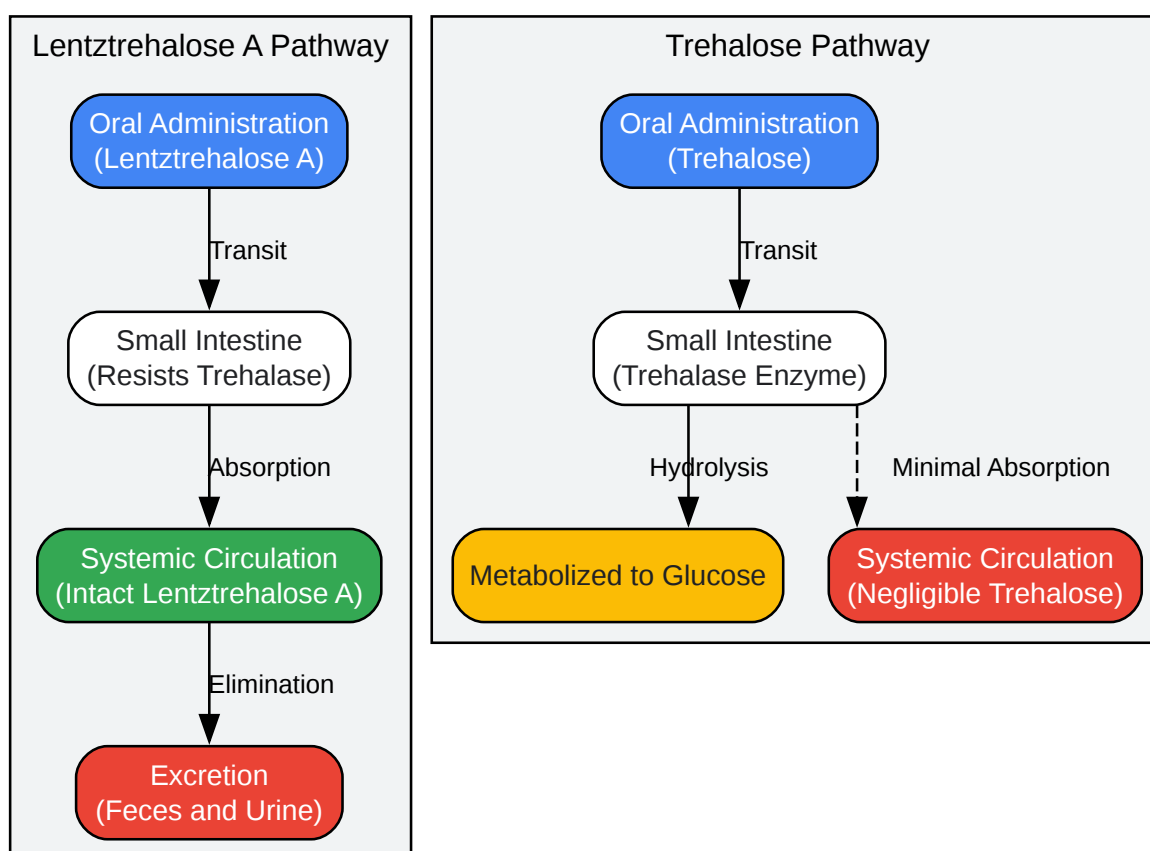 Lentztrehalose A Pathway
Oral Administration
(Lentztrehalose A)
Transit
Small Intestine
(Resists Trehalase)
Absorption
Systemic Circulation
(Intact Lentztrehalose A)
Elimination
Excretion
(Feces and Urine)
Trehalose Pathway
Oral Administration
(Trehalose)
Transit
Small Intestine
(Trehalase Enzyme)
Hydrolysis
Minimal Absorption
Metabolized to Glucose
Systemic Circulation
(Negligible Trehalose)